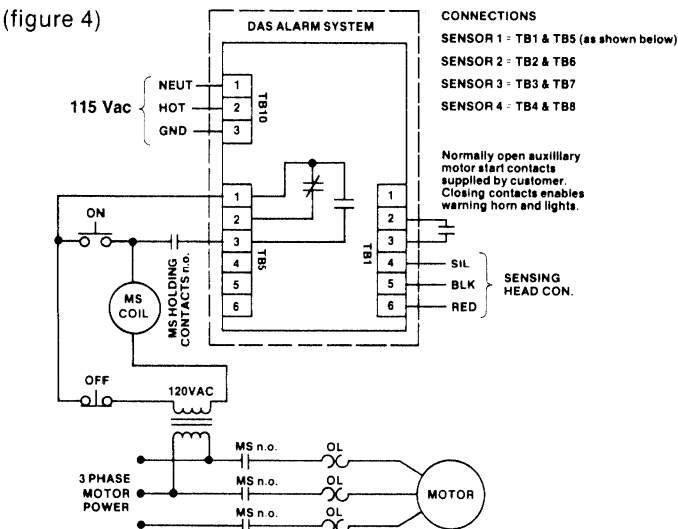 (figure 4)
DAS ALARM SYSTEM
CONNECTIONS
SENSOR 1 = TB1 & TB5 (as shown below)
SENSOR 2 = TB2 & TB6
SENSOR 3 = TB3 & TB7
SENSOR 4 = TB4 & TB8
115 Vac
NEUT
HOT
GND
1
2
3
TB10
Normally open auxilliary
motor start contacts
supplied by customer.
Closing contacts enables
warning horn and lights.
1
2
3
4
5
6
TB5
1
2
3
4
5
6
TB1
SIL
BLK
RED
SENSING
HEAD CON.
ON
MS
COIL
MS HOLDING
CONTACTS n.o.
OFF
120VAC
3 PHASE
MOTOR
POWER
MS n.o.
OL
MS n.o.
OL
MS n.o.
OL
MOTOR